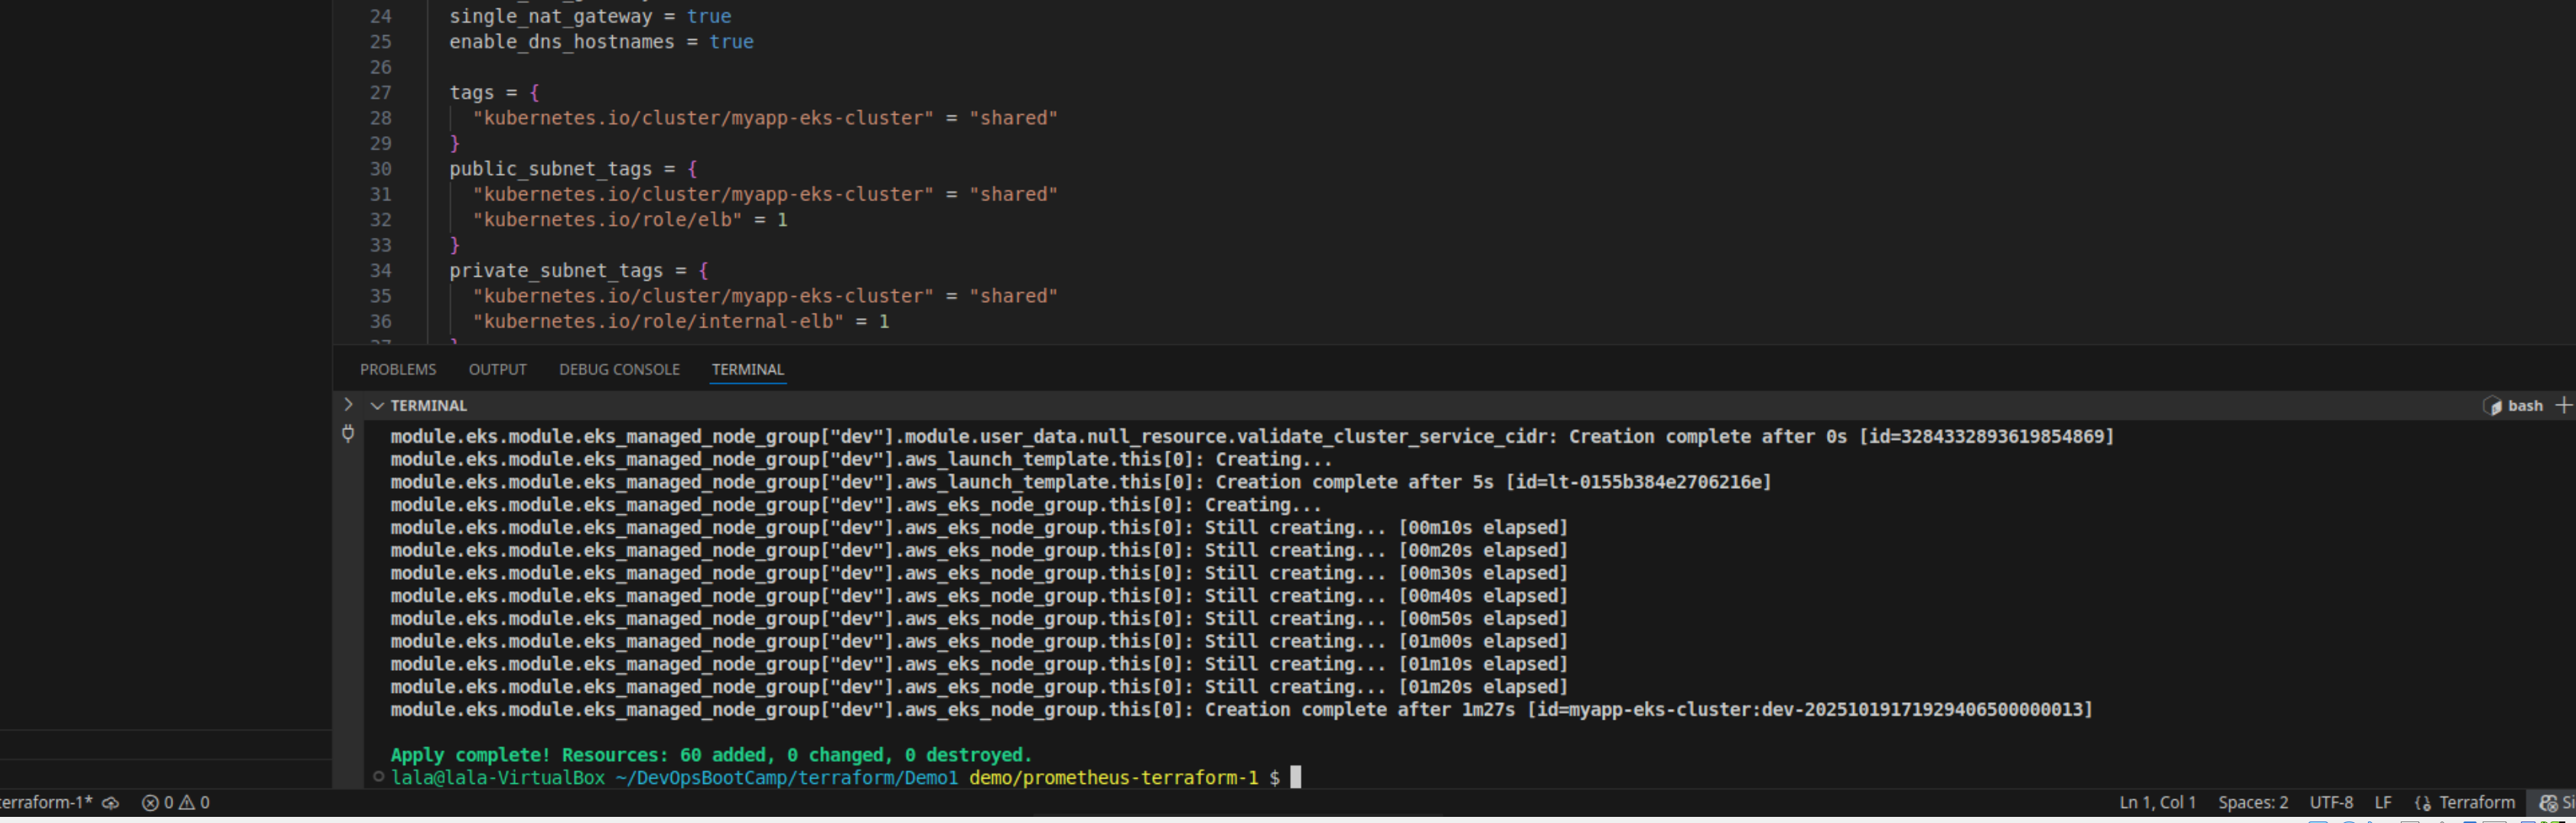 24 single_nat_gateway = true
25 enable_dns_hostnames = true
26
27 tags = {
28 "kubernetes.io/cluster/myapp-eks-cluster" = "shared"
29 }
30 public_subnet_tags = {
31 "kubernetes.io/cluster/myapp-eks-cluster" = "shared"
32 "kubernetes.io/role/elb" = 1
33 }
34 private_subnet_tags = {
35 "kubernetes.io/cluster/myapp-eks-cluster" = "shared"
36 "kubernetes.io/role/internal-elb" = 1
PROBLEMS OUTPUT DEBUG CONSOLE TERMINAL
TERMINAL bash
module.eks.module.eks_managed_node_group["dev"].module.user_data.null_resource.validate_cluster_service_cidr: Creation complete after 0s [id=3284332893619854869]
module.eks.module.eks_managed_node_group["dev"].aws_launch_template.this[0]: Creating...
module.eks.module.eks_managed_node_group["dev"].aws_launch_template.this[0]: Creation complete after 5s [id=lt-0155b384e2706216e]
module.eks.module.eks_managed_node_group["dev"].aws_eks_node_group.this[0]: Creating...
module.eks.module.eks_managed_node_group["dev"].aws_eks_node_group.this[0]: Still creating... [00m10s elapsed]
module.eks.module.eks_managed_node_group["dev"].aws_eks_node_group.this[0]: Still creating... [00m20s elapsed]
module.eks.module.eks_managed_node_group["dev"].aws_eks_node_group.this[0]: Still creating... [00m30s elapsed]
module.eks.module.eks_managed_node_group["dev"].aws_eks_node_group.this[0]: Still creating... [00m40s elapsed]
module.eks.module.eks_managed_node_group["dev"].aws_eks_node_group.this[0]: Still creating... [00m50s elapsed]
module.eks.module.eks_managed_node_group["dev"].aws_eks_node_group.this[0]: Still creating... [01m00s elapsed]
module.eks.module.eks_managed_node_group["dev"].aws_eks_node_group.this[0]: Still creating... [01m10s elapsed]
module.eks.module.eks_managed_node_group["dev"].aws_eks_node_group.this[0]: Still creating... [01m20s elapsed]
module.eks.module.eks_managed_node_group["dev"].aws_eks_node_group.this[0]: Creation complete after 1m27s [id=myapp-eks-cluster:dev-20251019171929406500000013]
Apply complete! Resources: 60 added, 0 changed, 0 destroyed.
lala@lala-VirtualBox ~/DevOpsBootCamp/terraform/Demo1 demo/prometheus-terraform-1 $
erraform-1* 0 0 Ln 1, Col 1 Spaces: 2 UTF-8 LF Terraform Si